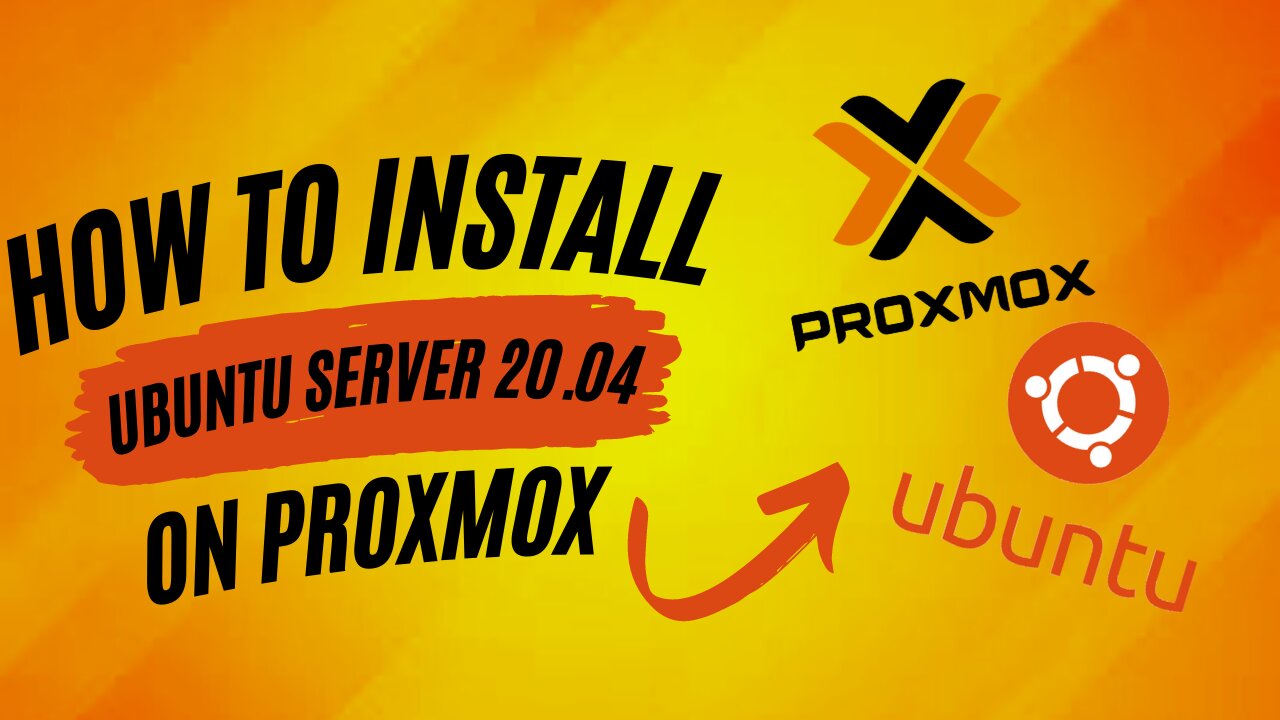 HOW TO INSTALL
UBUNTU SERVER 20.04
ON PROXMOX
PROXMOX
ubuntu